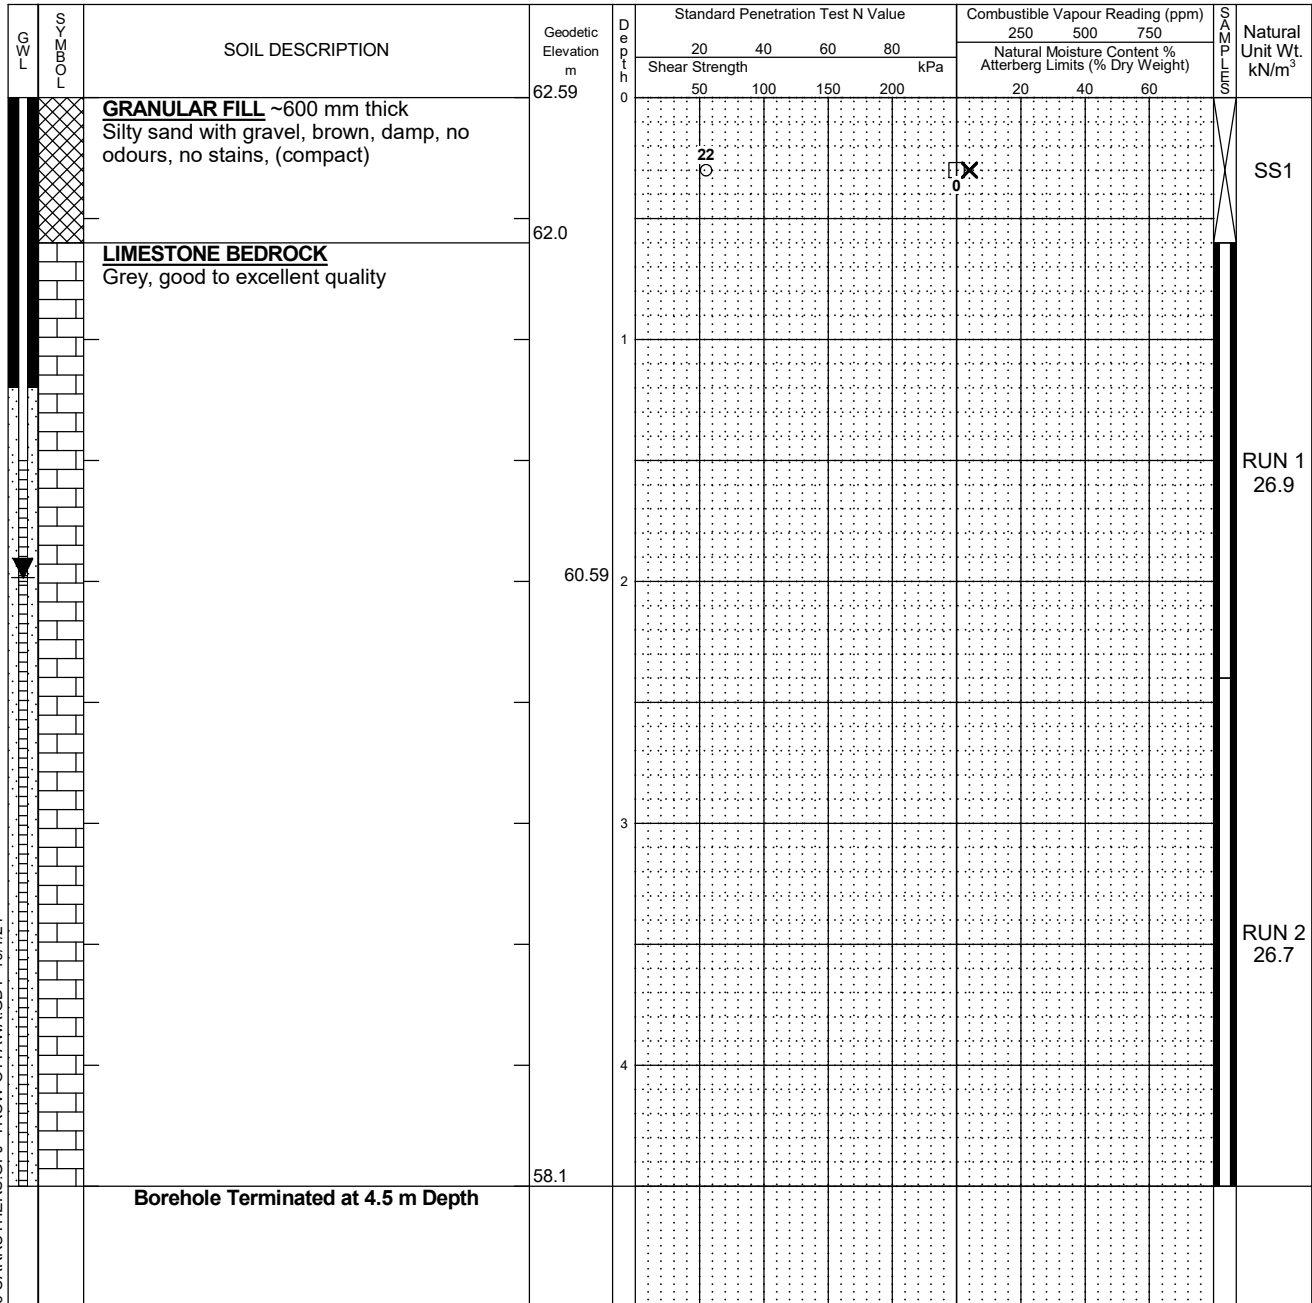 GWL
SYMBOL
SOIL DESCRIPTION
Geodetic
Elevation
m
62.59
Depth
0
Standard Penetration Test N Value
20 40 60 80
Shear Strength kPa
50 100 150 200
Combustible Vapour Reading (ppm)
250 500 750
Natural Moisture Content %
Atterberg Limits (% Dry Weight)
20 40 60
SAMPLES
Natural
Unit Wt.
kN/m³
GRANULAR FILL ~600 mm thick
Silty sand with gravel, brown, damp, no
odours, no stains, (compact)
22
0
SS1
62.0
LIMESTONE BEDROCK
Grey, good to excellent quality
1
RUN 1
26.9
60.59
2
3
RUN 2
26.7
4
58.1
Borehole Terminated at 4.5 m Depth